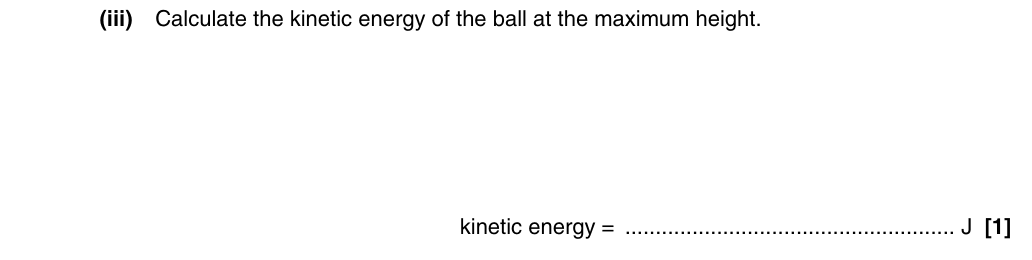 (iii) Calculate the kinetic energy of the ball at the maximum height.
kinetic energy = ...................................................... J [1]